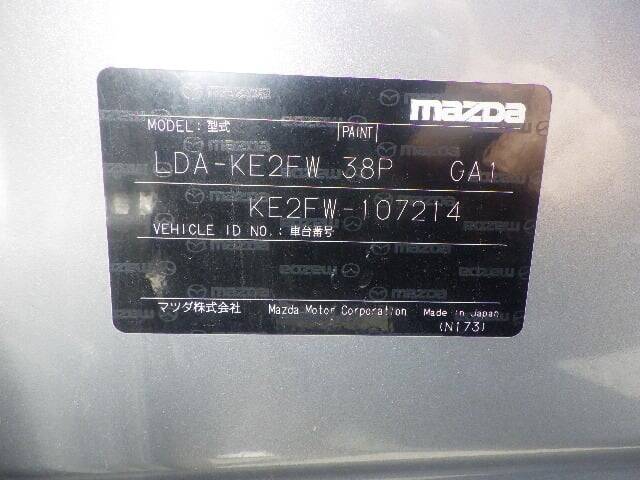 mazda
MODEL: 型式 PAINT
LDA-KE2FW 38P GA1
KE2FW-107214
VEHICLE ID NO.: 車台番号
マツダ株式会社 Mazda Motor Corporation Made in Japan
(N173)